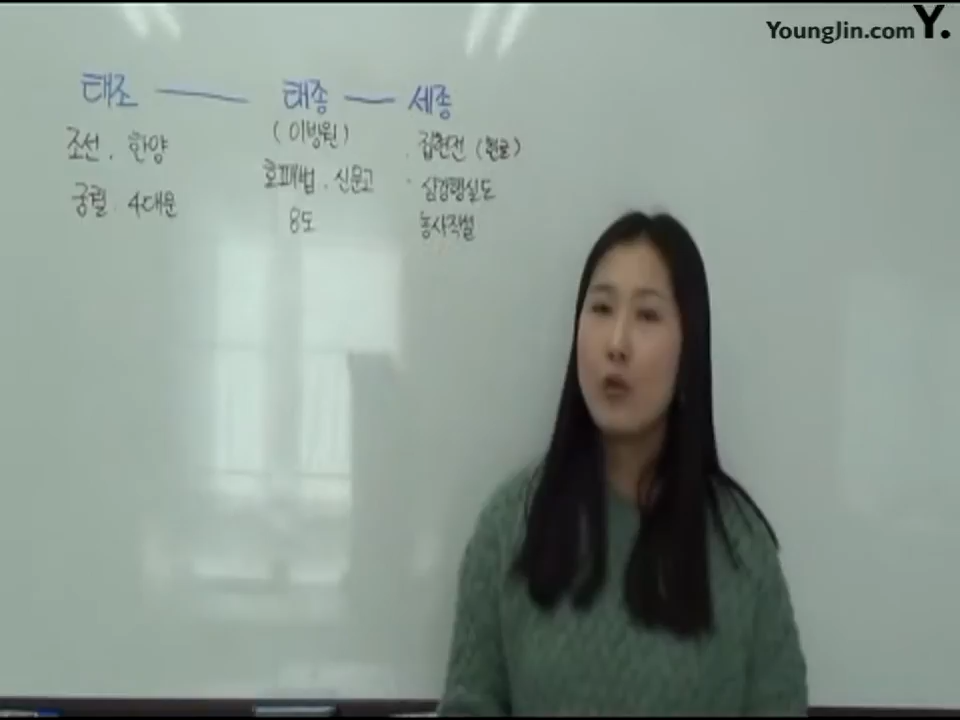 YoungJin.com Y.
태조 — 태종 — 세종
조선. 한양
궁궐. 4대문
(이방원)
호패법. 신문고
8도
· 집현전 ( )
· 삼강행실도
농사직설